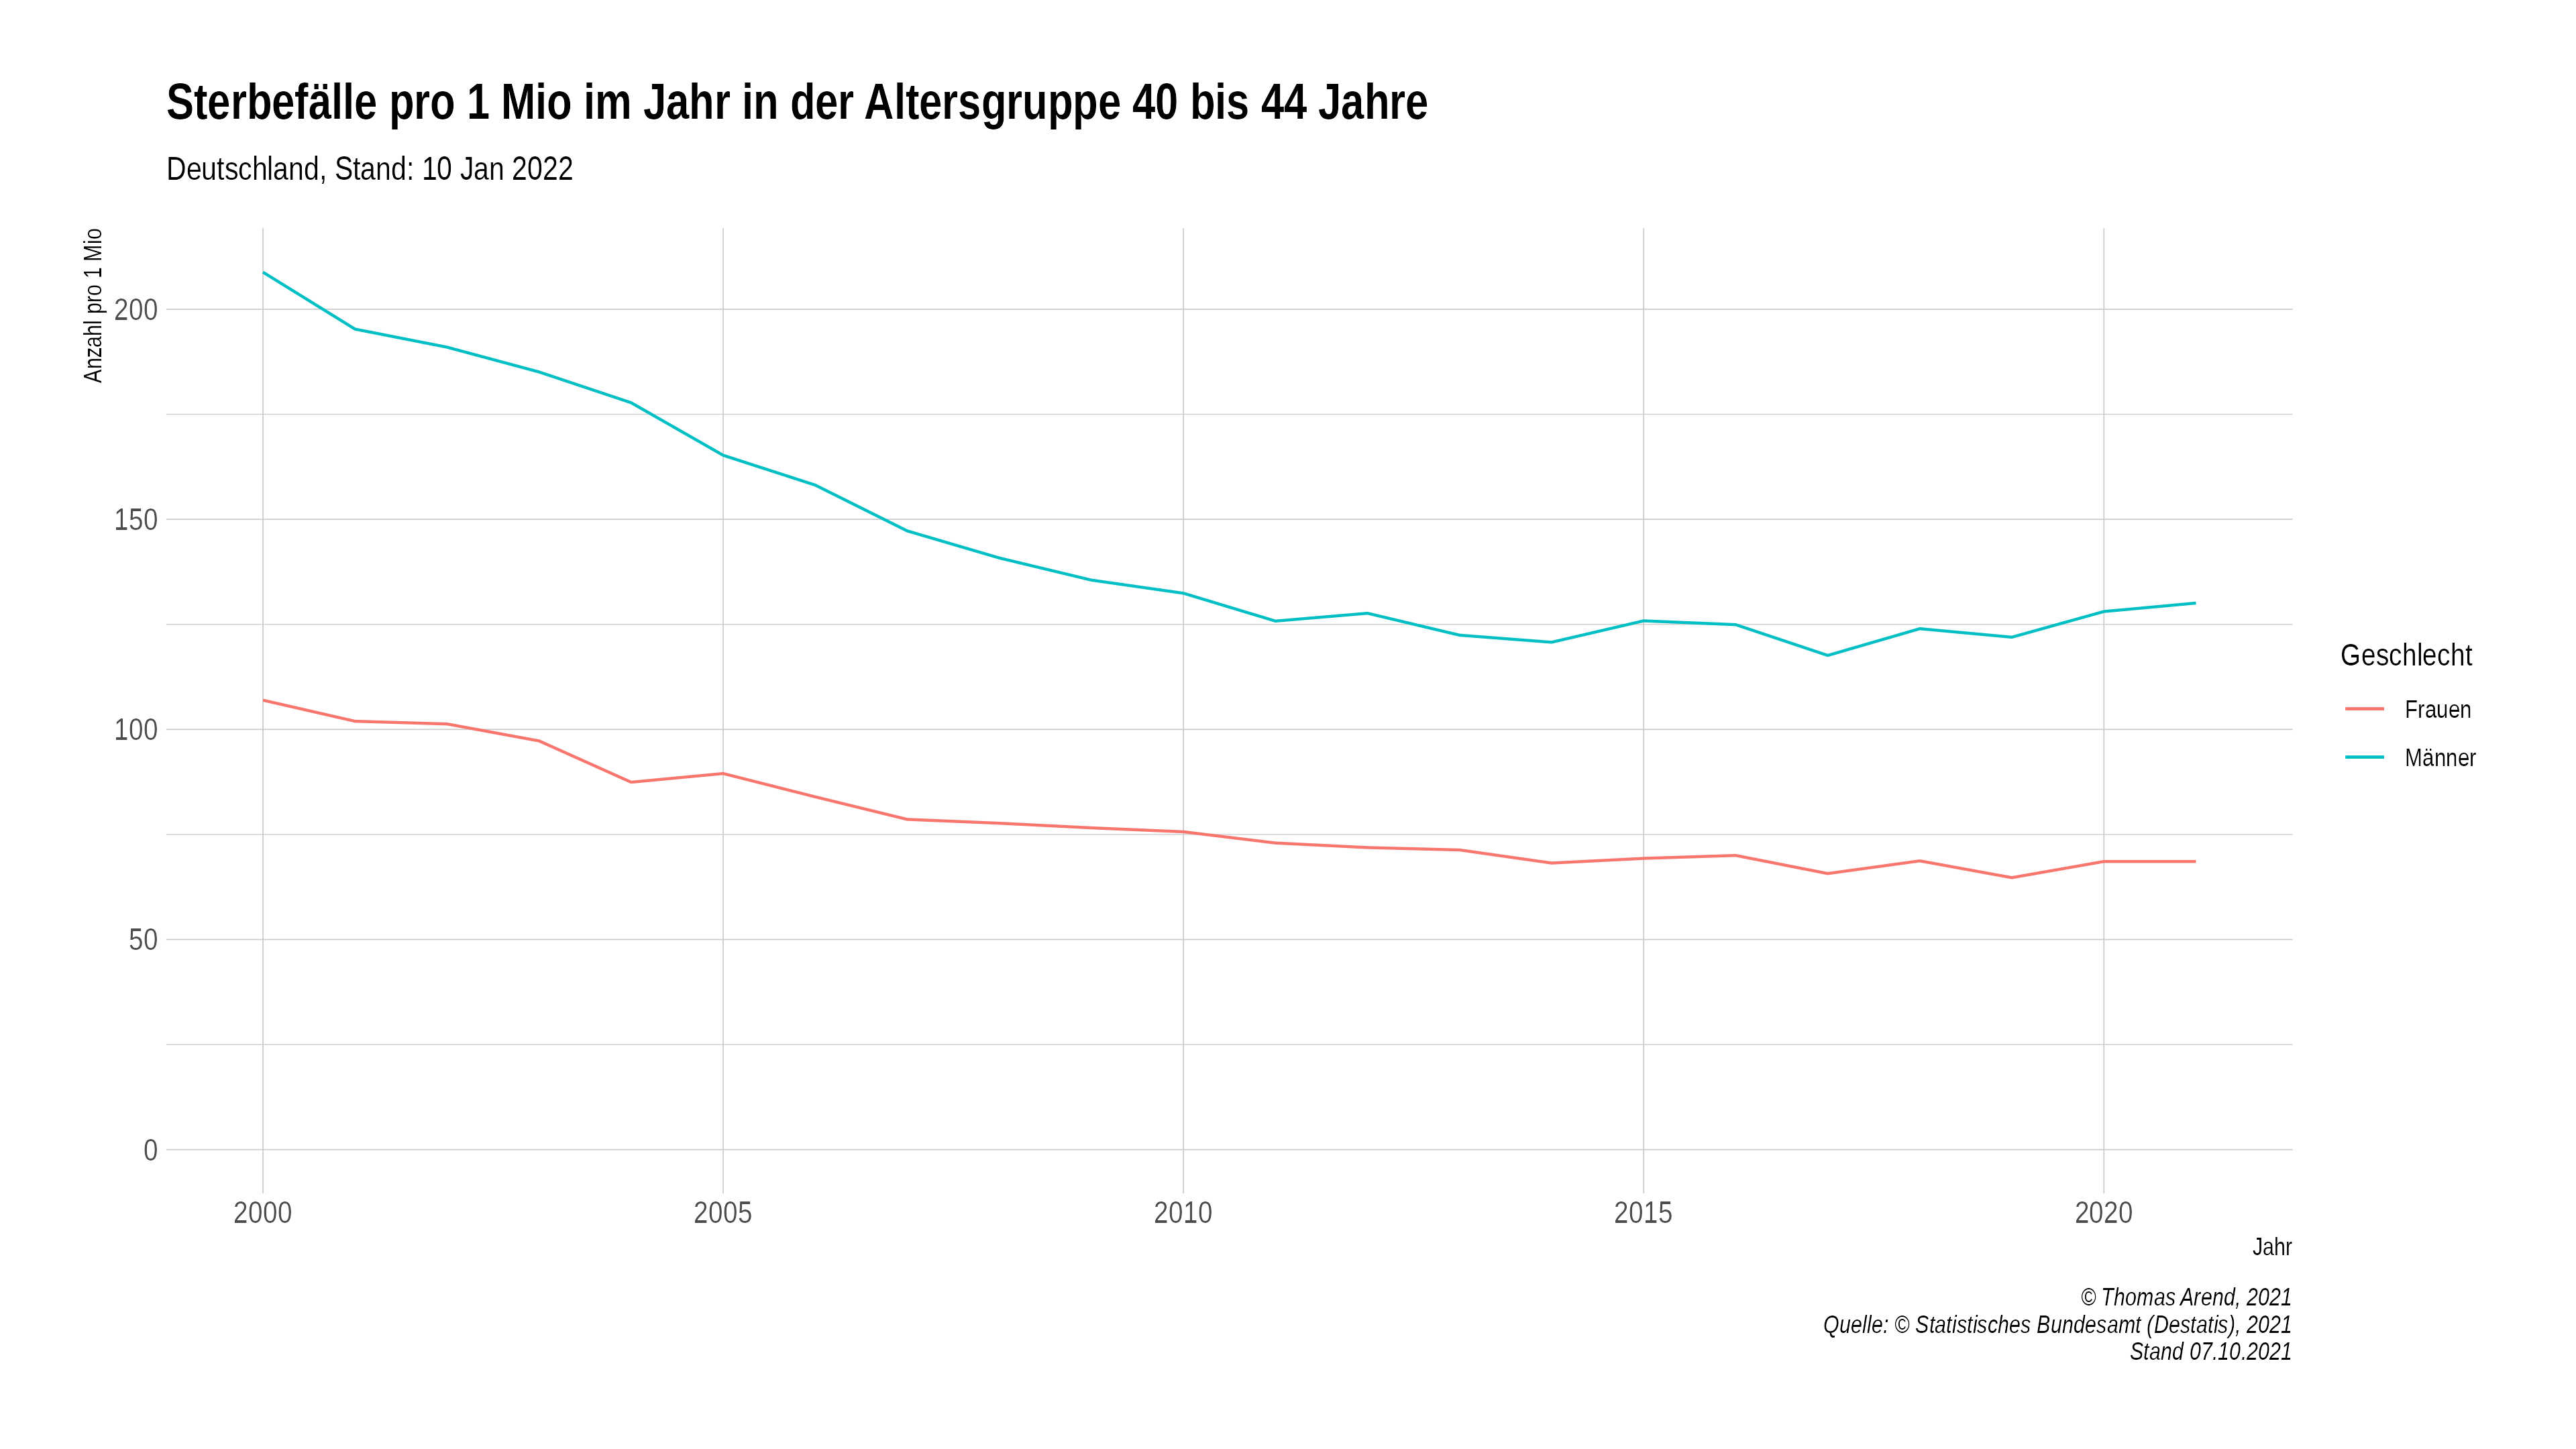 Sterbefälle pro 1 Mio im Jahr in der Altersgruppe 40 bis 44 Jahre
Deutschland, Stand: 10 Jan 2022
Anzahl pro 1 Mio
200
150
100
50
0
2000
2005
2010
2015
2020
Jahr
Geschlecht
Frauen
Männer
© Thomas Arend, 2021
Quelle: © Statistisches Bundesamt (Destatis), 2021
Stand 07.10.2021